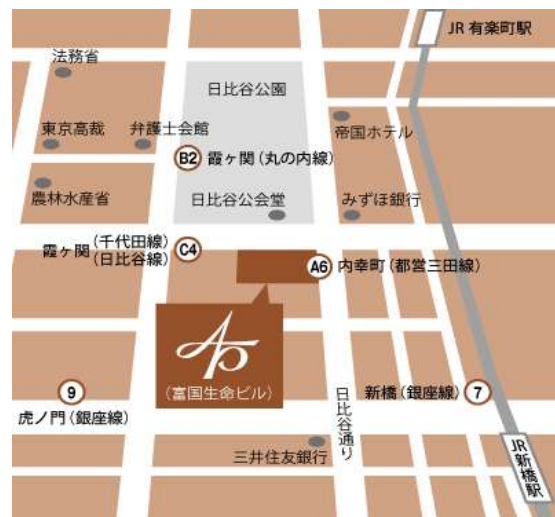 JR 有楽町駅
法務省
日比谷公園
東京高裁
弁護士会館
帝国ホテル
B2 霞ヶ関(丸の内線)
農林水産省
日比谷公会堂
みずほ銀行
霞ヶ関(千代田線)
(日比谷線)
C4
A6 内幸町(都営三田線)
AP
(富国生命ビル)
9
虎ノ門(銀座線)
日比谷通り
新橋(銀座線) 7
三井住友銀行
JR新橋駅